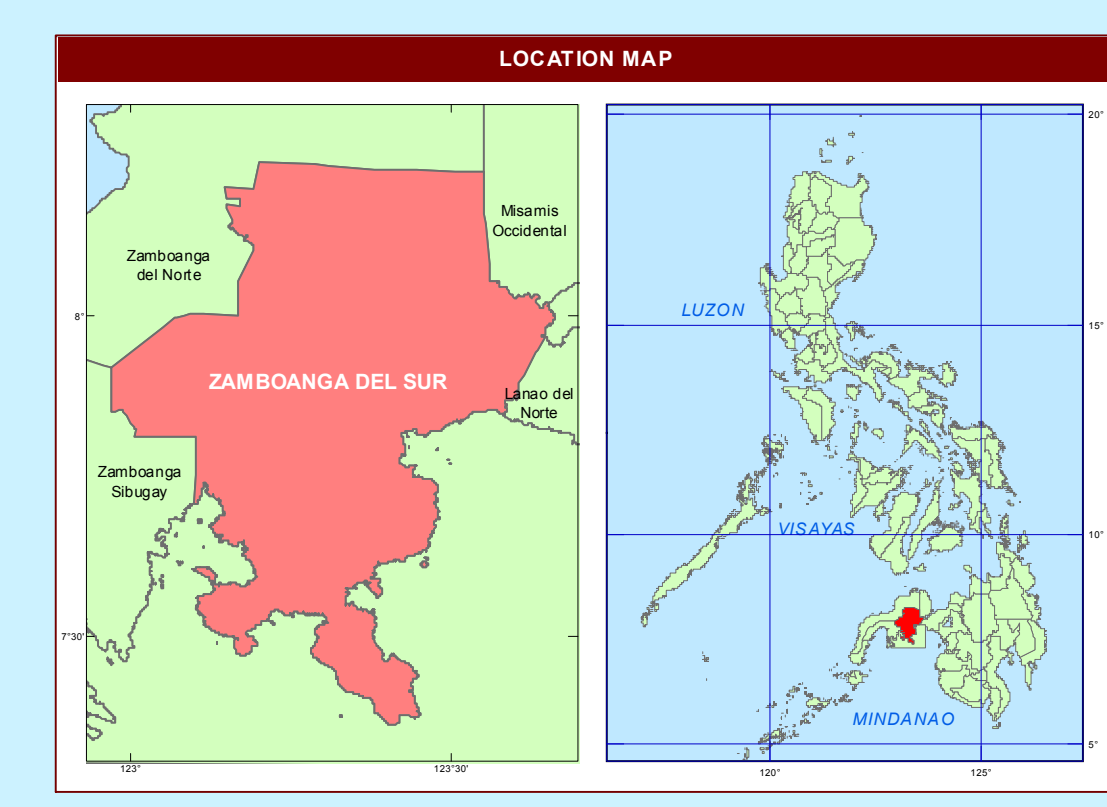 LOCATION MAP
Misamis
Occidental
Zamboanga
del Norte
8°
ZAMBOANGA DEL SUR
Lanao del
Norte
Zamboanga
Sibugay
7°30'
123°
123°30'
20°
LUZON
15°
VISAYAS
10°
MINDANAO
5°
120°
125°